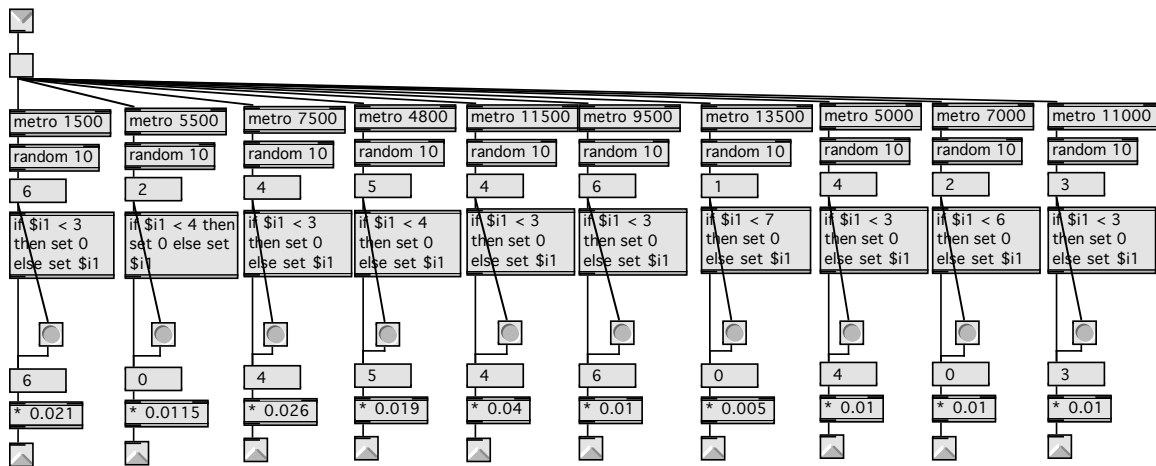 metro 1500
metro 5500
metro 7500
metro 4800
metro 11500
metro 9500
metro 13500
metro 5000
metro 7000
metro 11000
random 10
random 10
random 10
random 10
random 10
random 10
random 10
random 10
random 10
random 10
6
2
4
5
4
6
1
4
2
3
if $i1 < 3
then set 0
else set $i1
if $i1 < 4 then
set 0 else set
$i1
if $i1 < 3
then set 0
else set $i1
if $i1 < 4
then set 0
else set $i1
if $i1 < 3
then set 0
else set $i1
if $i1 < 3
then set 0
else set $i1
if $i1 < 7
then set 0
else set $i1
if $i1 < 3
then set 0
else set $i1
if $i1 < 6
then set 0
else set $i1
if $i1 < 3
then set 0
else set $i1
6
0
4
5
4
6
0
4
0
3
* 0.021
* 0.0115
* 0.026
* 0.019
* 0.04
* 0.01
* 0.005
* 0.01
* 0.01
* 0.01